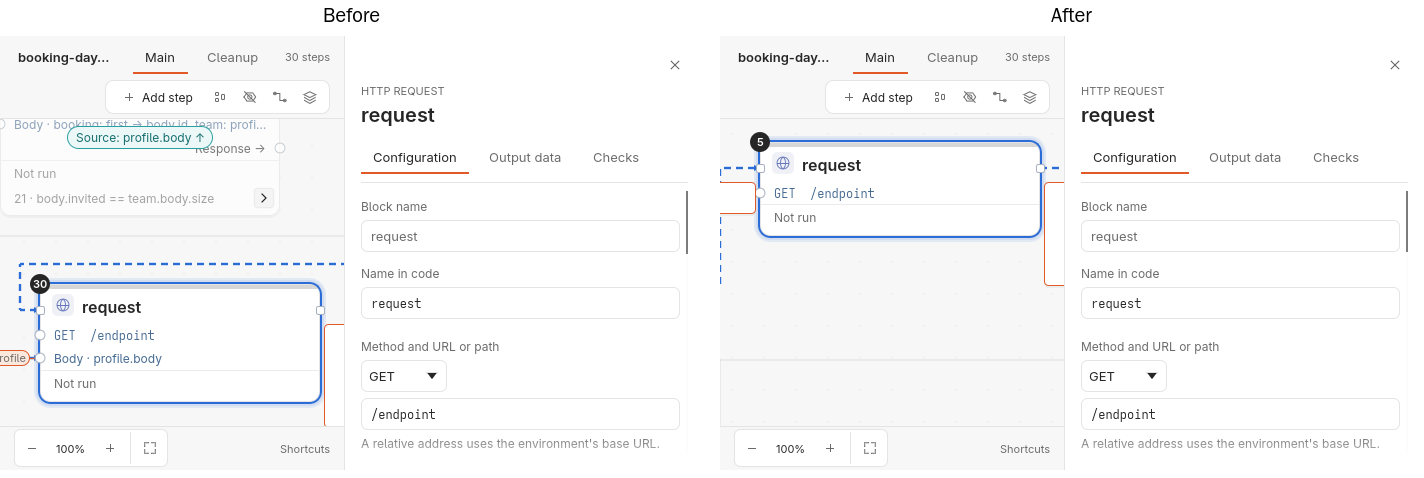 Before
booking-day...
Main
Cleanup
30 steps
+ Add step
Body · booking: first → body.id, team: profi...
Source: profile.body ↑
Response →
Not run
21 · body.invited == team.body.size
30
request
GET /endpoint
rofile
Body · profile.body
Not run
− 100% +
Shortcuts
×
HTTP REQUEST
request
Configuration
Output data
Checks
Block name
request
Name in code
request
Method and URL or path
GET
/endpoint
A relative address uses the environment's base URL.
After
booking-day...
Main
Cleanup
30 steps
+ Add step
5
request
GET /endpoint
Not run
− 100% +
Shortcuts
×
HTTP REQUEST
request
Configuration
Output data
Checks
Block name
request
Name in code
request
Method and URL or path
GET
/endpoint
A relative address uses the environment's base URL.